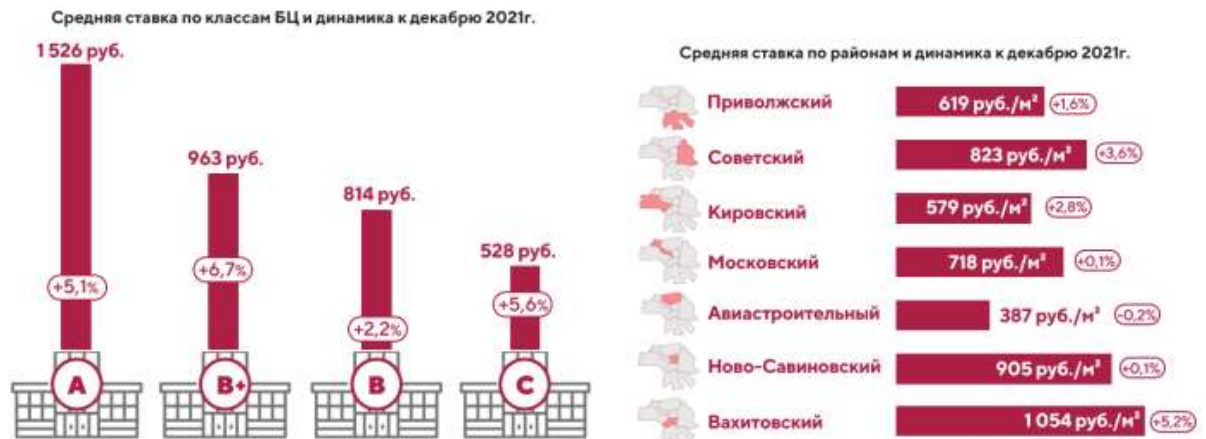 Средняя ставка по классам БЦ и динамика к декабрю 2021г.
1 526 руб.
963 руб.
814 руб.
528 руб.
+5,1%
+6,7%
+2,2%
+5,6%
A
B+
B
C
Средняя ставка по районам и динамика к декабрю 2021г.
Приволжский 619 руб./м² +1,6%
Советский 823 руб./м² +3,6%
Кировский 579 руб./м² +2,8%
Московский 718 руб./м² +0,1%
Авиастроительный 387 руб./м² -0,2%
Ново-Савиновский 905 руб./м² +0,1%
Вахитовский 1 054 руб./м² +5,2%